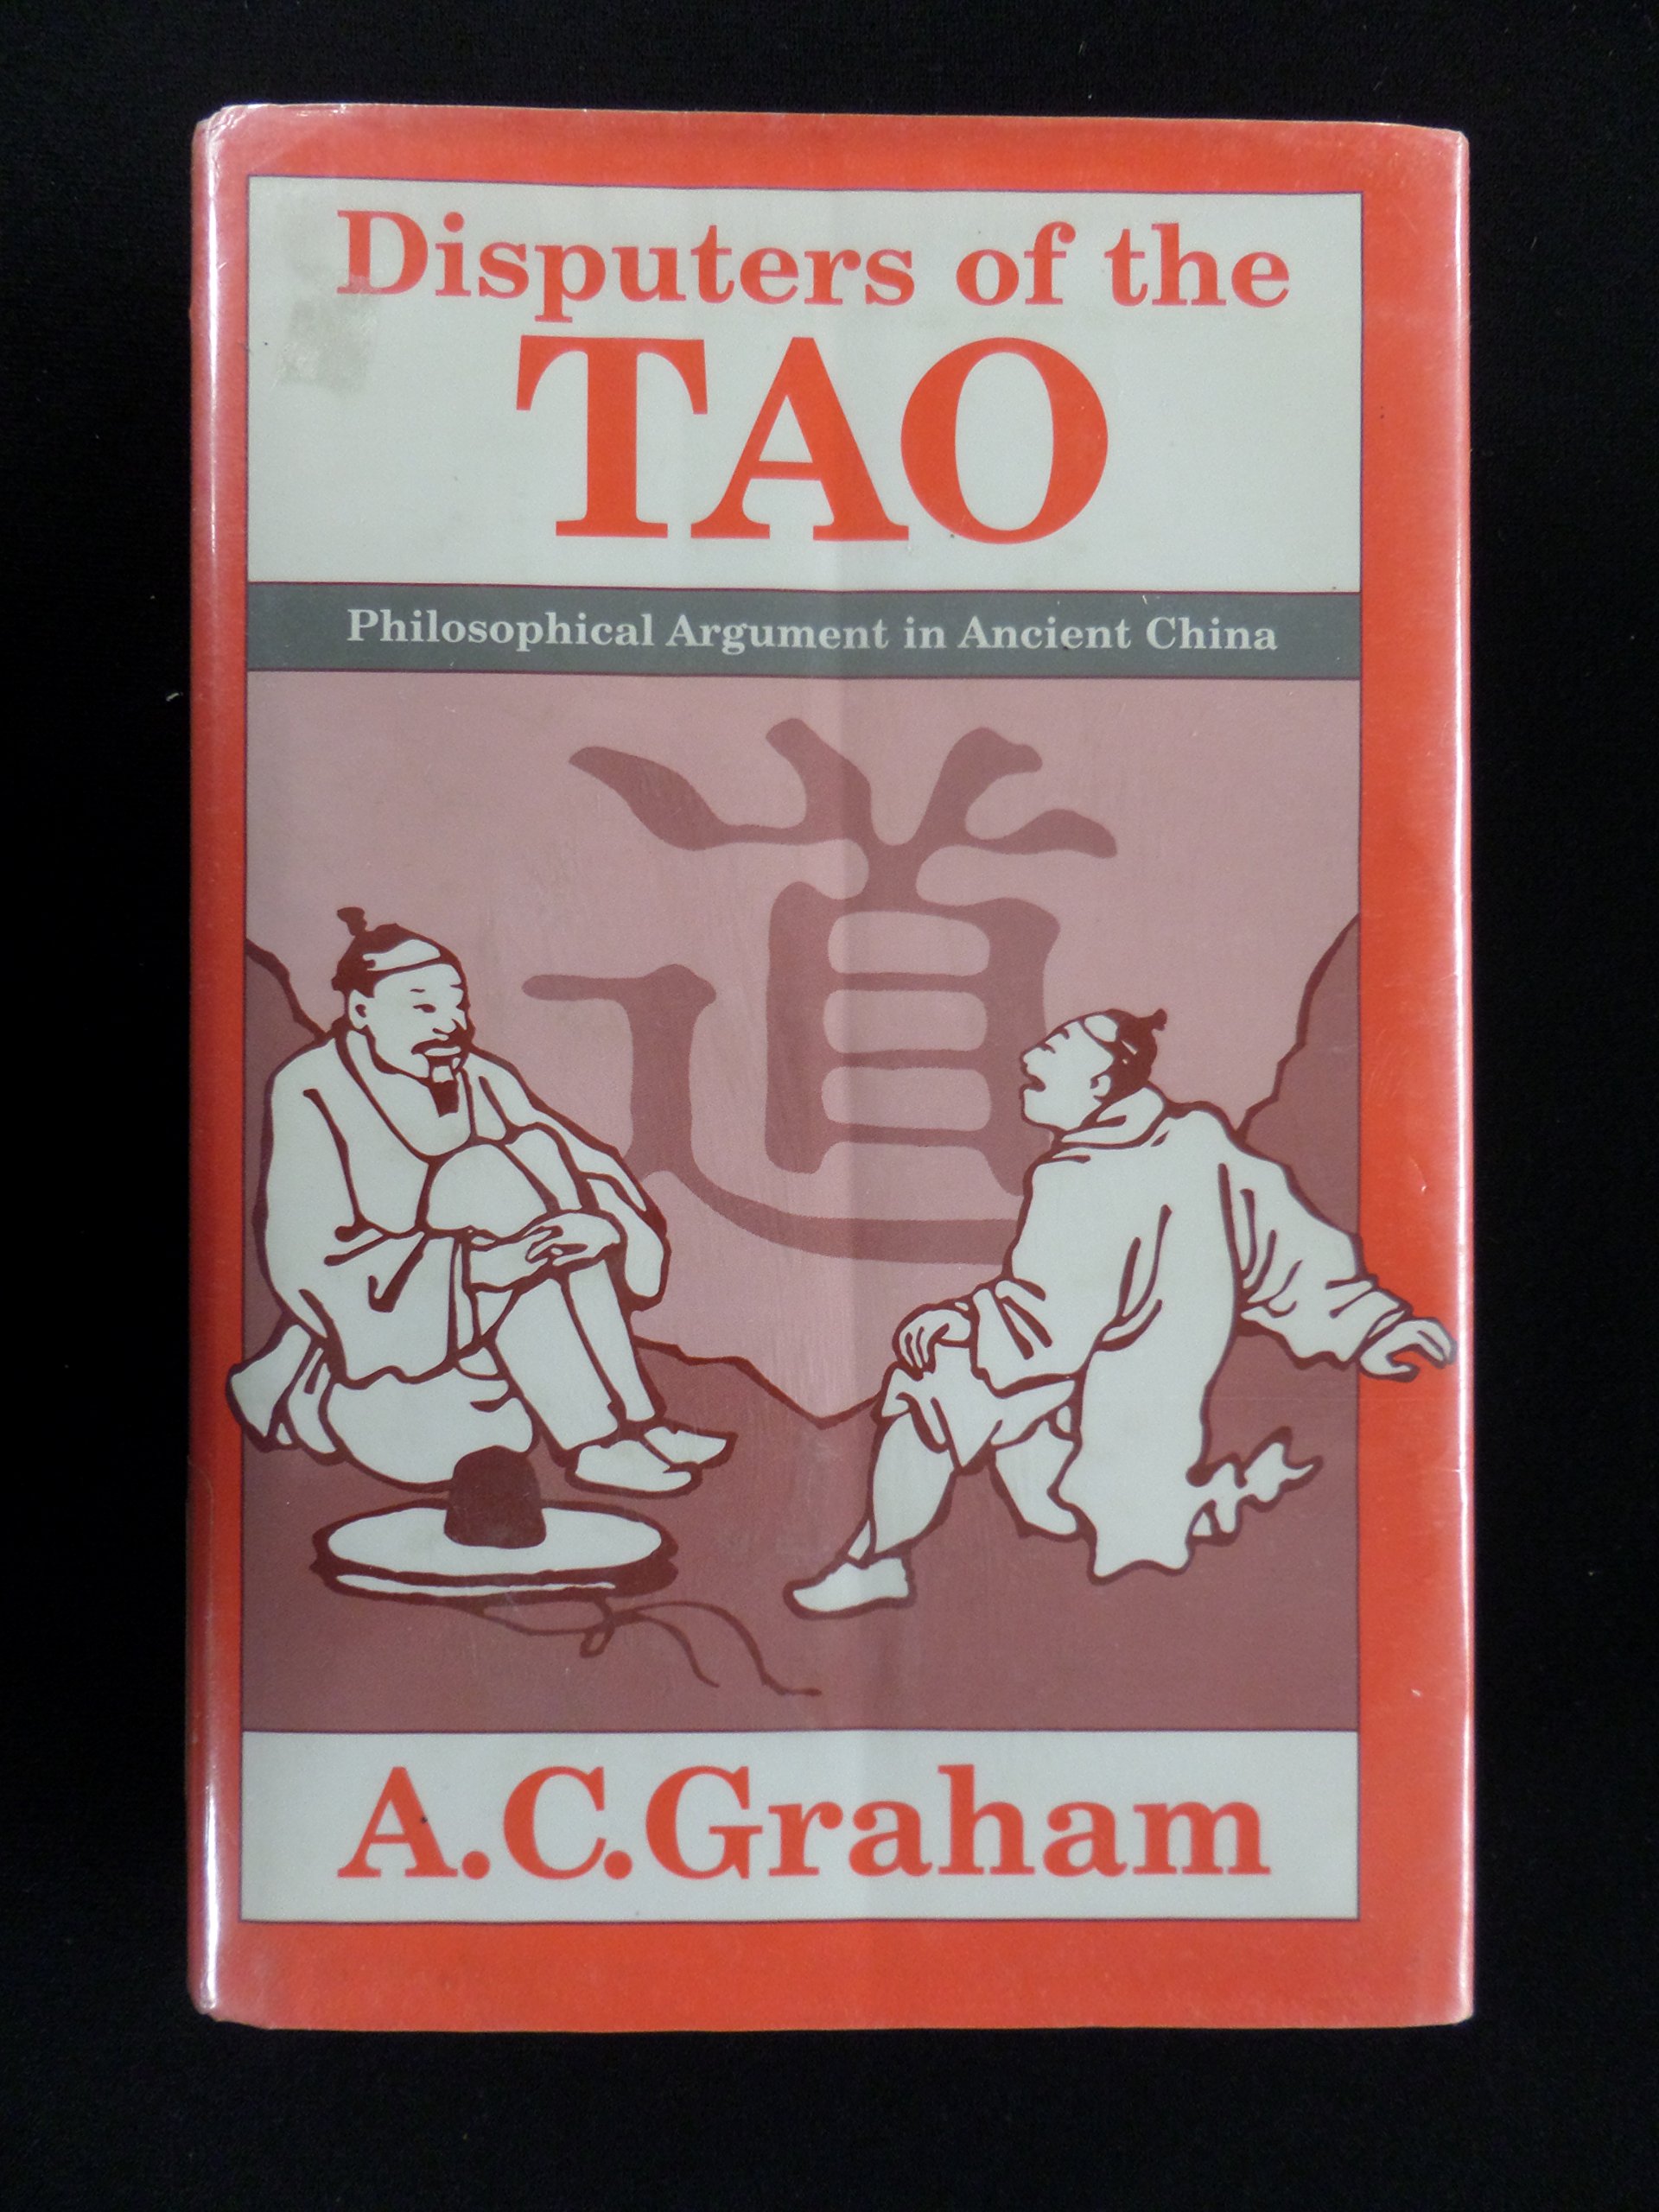 Disputers of the
TAO
Philosophical Argument in Ancient China
道
A.C.Graham